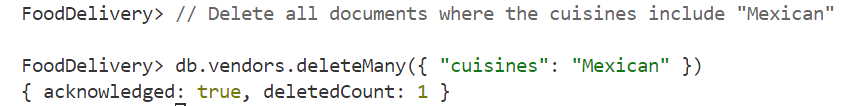 FoodDelivery> // Delete all documents where the cuisines include "Mexican"
FoodDelivery> db.vendors.deleteMany({ "cuisines": "Mexican" })
{ acknowledged: true, deletedCount: 1 }